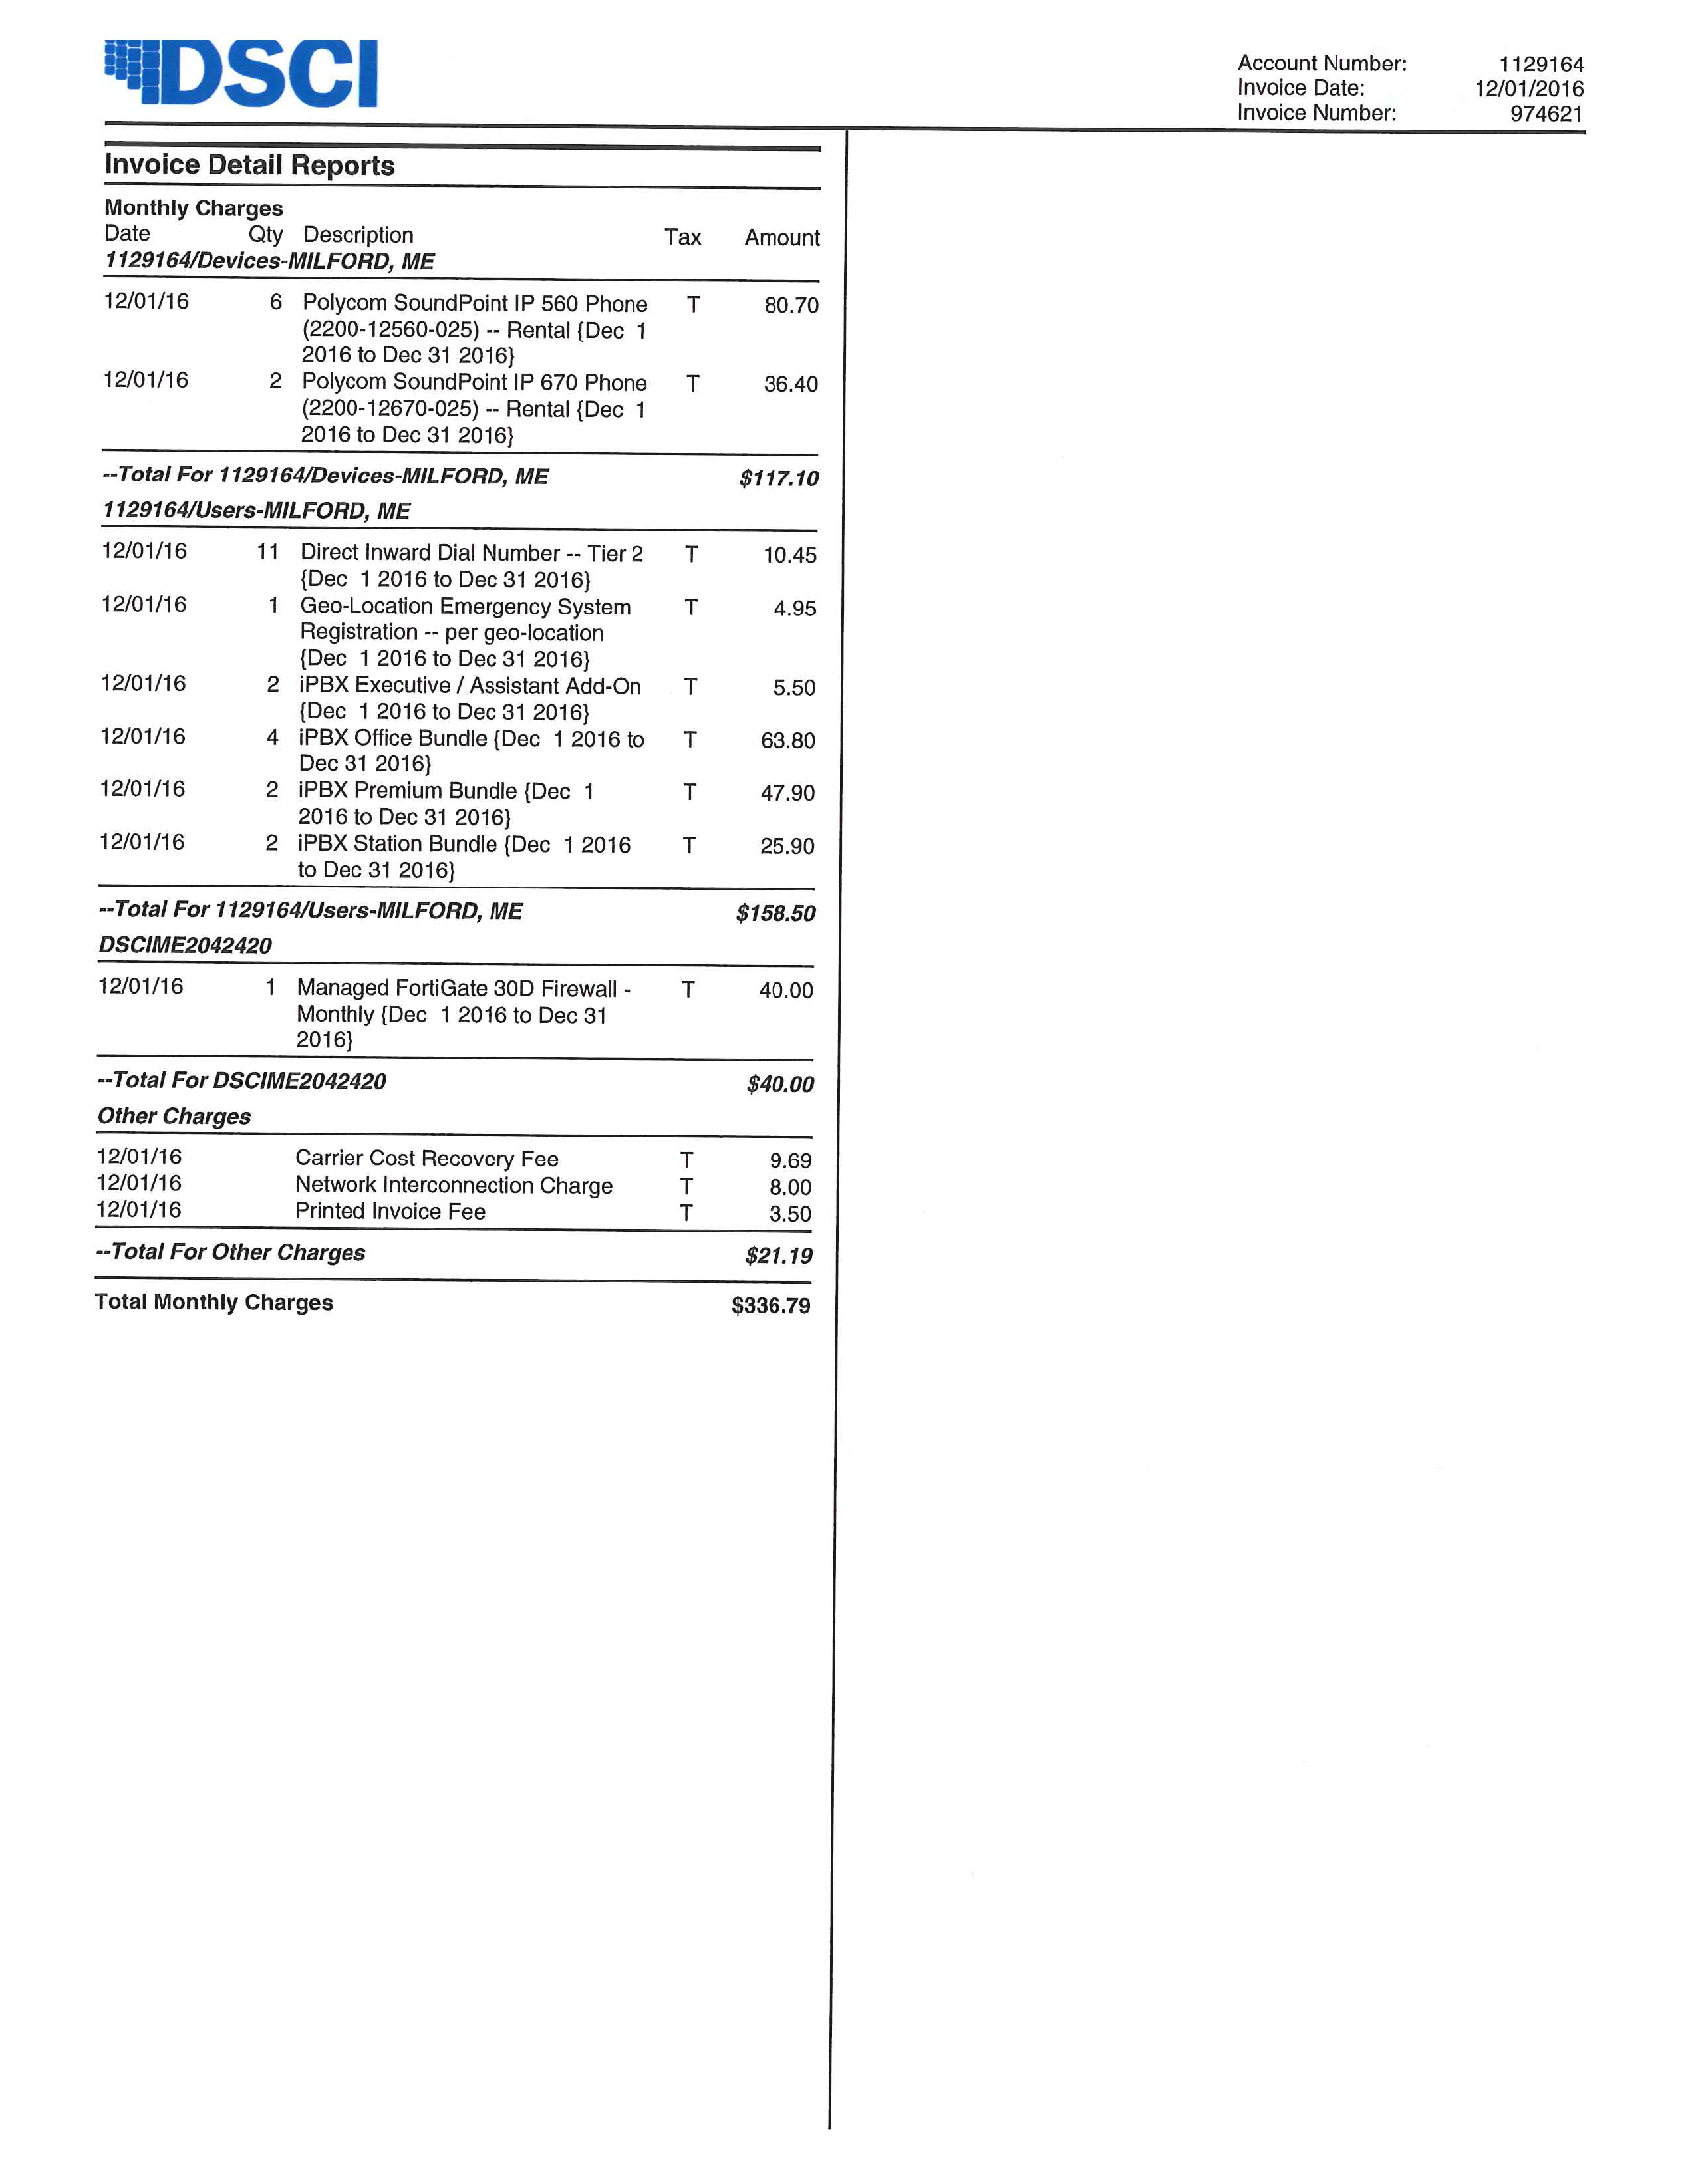 DSCI
Account Number: 1129164
Invoice Date: 12/01/2016
Invoice Number: 974621
Invoice Detail Reports
Monthly Charges
Date Qty Description Tax Amount
1129164/Devices-MILFORD, ME
12/01/16 6 Polycom SoundPoint IP 560 Phone T 80.70
(2200-12560-025) -- Rental {Dec 1
2016 to Dec 31 2016}
12/01/16 2 Polycom SoundPoint IP 670 Phone T 36.40
(2200-12670-025) -- Rental {Dec 1
2016 to Dec 31 2016}
--Total For 1129164/Devices-MILFORD, ME $117.10
1129164/Users-MILFORD, ME
12/01/16 11 Direct Inward Dial Number -- Tier 2 T 10.45
{Dec 1 2016 to Dec 31 2016}
12/01/16 1 Geo-Location Emergency System T 4.95
Registration -- per geo-location
{Dec 1 2016 to Dec 31 2016}
12/01/16 2 iPBX Executive / Assistant Add-On T 5.50
{Dec 1 2016 to Dec 31 2016}
12/01/16 4 iPBX Office Bundle {Dec 1 2016 to T 63.80
Dec 31 2016}
12/01/16 2 iPBX Premium Bundle {Dec 1 T 47.90
2016 to Dec 31 2016}
12/01/16 2 iPBX Station Bundle {Dec 1 2016 T 25.90
to Dec 31 2016}
--Total For 1129164/Users-MILFORD, ME $158.50
DSCIME2042420
12/01/16 1 Managed FortiGate 30D Firewall - T 40.00
Monthly {Dec 1 2016 to Dec 31
2016}
--Total For DSCIME2042420 $40.00
Other Charges
12/01/16 Carrier Cost Recovery Fee T 9.69
12/01/16 Network Interconnection Charge T 8.00
12/01/16 Printed Invoice Fee T 3.50
--Total For Other Charges $21.19
Total Monthly Charges $336.79